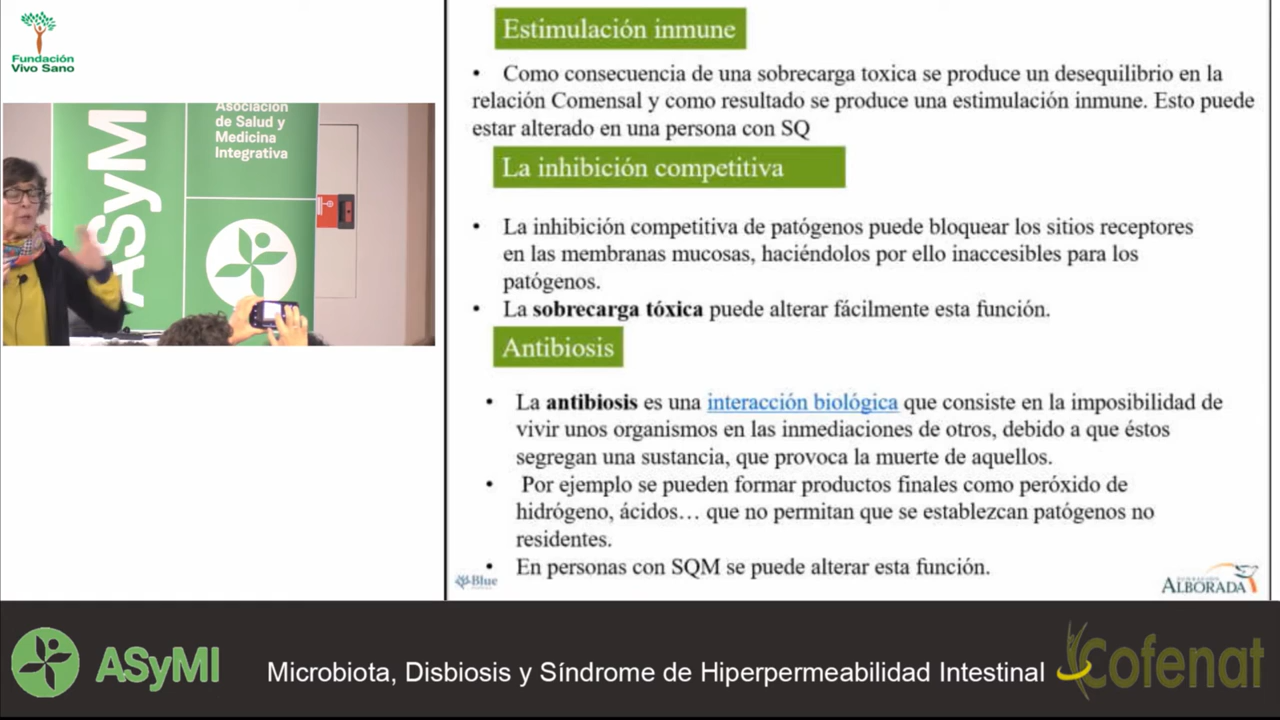 Fundación
Vivo Sano
ASyM
Asociación
de Salud y
Medicina
Integrativa
Estimulación inmune
• Como consecuencia de una sobrecarga toxica se produce un desequilibrio en la
relación Comensal y como resultado se produce una estimulación inmune. Esto puede
estar alterado en una persona con SQ
La inhibición competitiva
• La inhibición competitiva de patógenos puede bloquear los sitios receptores
en las membranas mucosas, haciéndolos por ello inaccesibles para los
patógenos.
• La sobrecarga tóxica puede alterar fácilmente esta función.
Antibiosis
• La antibiosis es una interacción biológica que consiste en la imposibilidad de
vivir unos organismos en las inmediaciones de otros, debido a que éstos
segregan una sustancia, que provoca la muerte de aquellos.
• Por ejemplo se pueden formar productos finales como peróxido de
hidrógeno, ácidos… que no permitan que se establezcan patógenos no
residentes.
• En personas con SQM se puede alterar esta función.
Blue
ALBORADA
ASyMI
Microbiota, Disbiosis y Síndrome de Hiperpermeabilidad Intestinal
Cofenat